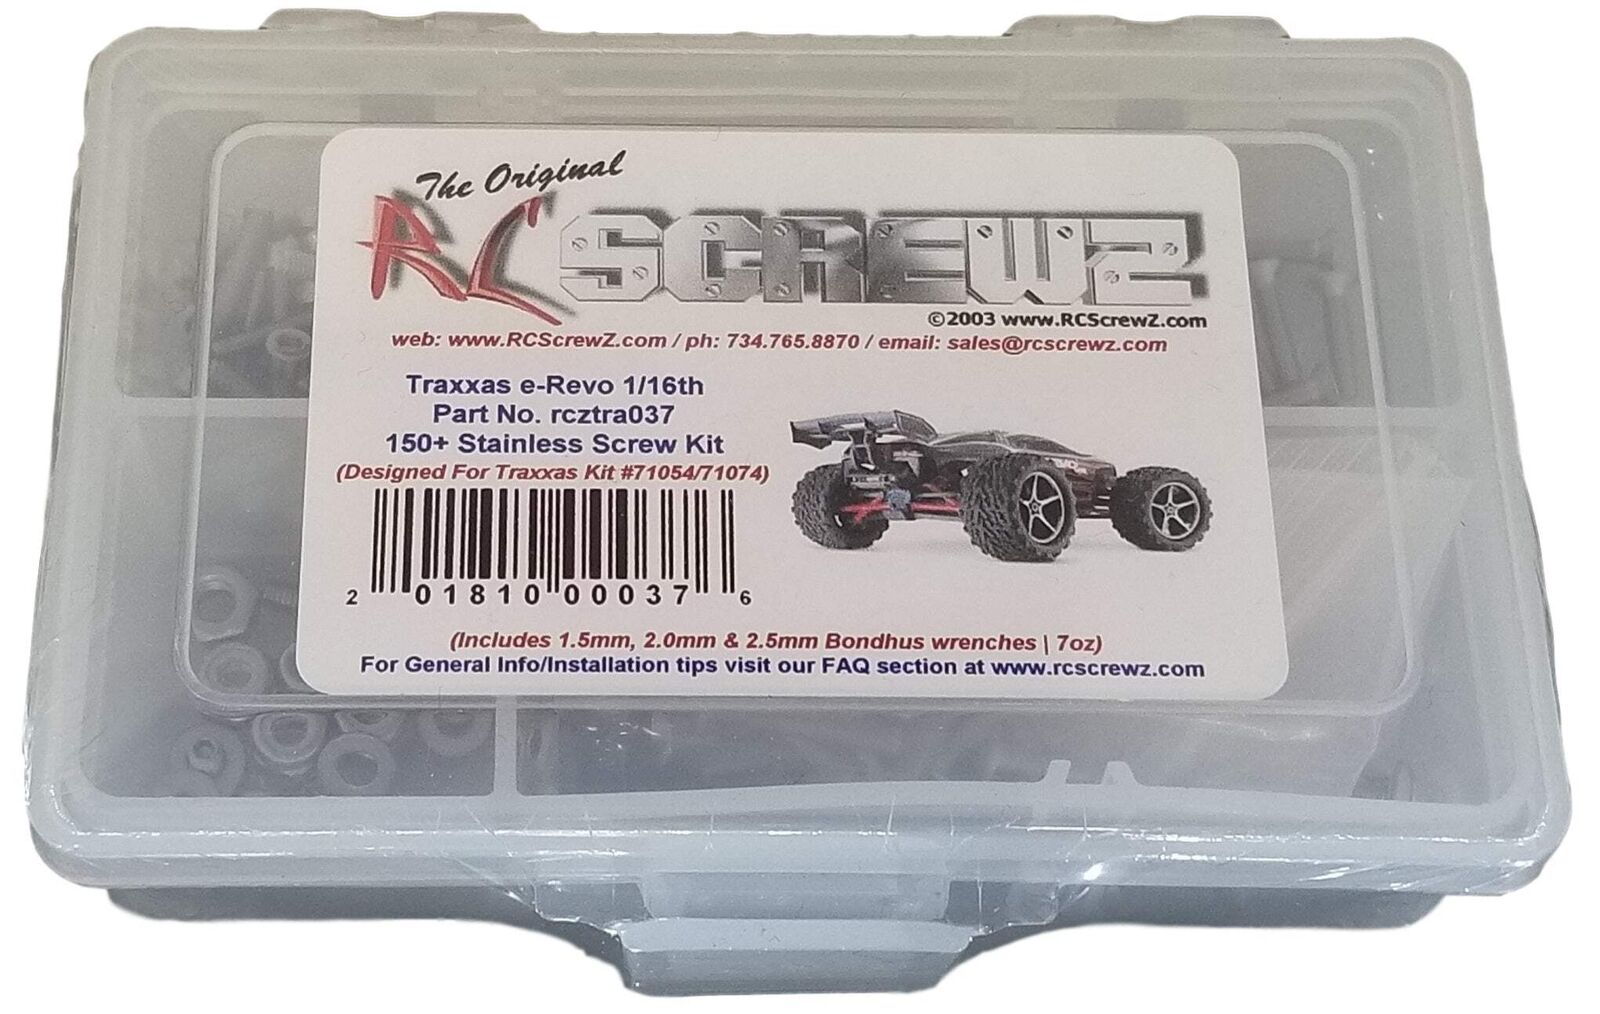 The Original
RC SCREWZ
©2003 www.RCScrewZ.com
web: www.RCScrewZ.com / ph: 734.765.8870 / email: sales@rcscrewz.com
Traxxas e-Revo 1/16th
Part No. rcztra037
150+ Stainless Screw Kit
(Designed For Traxxas Kit #71054/71074)
2 01810 00037 6
(Includes 1.5mm, 2.0mm & 2.5mm Bondhus wrenches | 7oz)
For General Info/Installation tips visit our FAQ section at www.rcscrewz.com